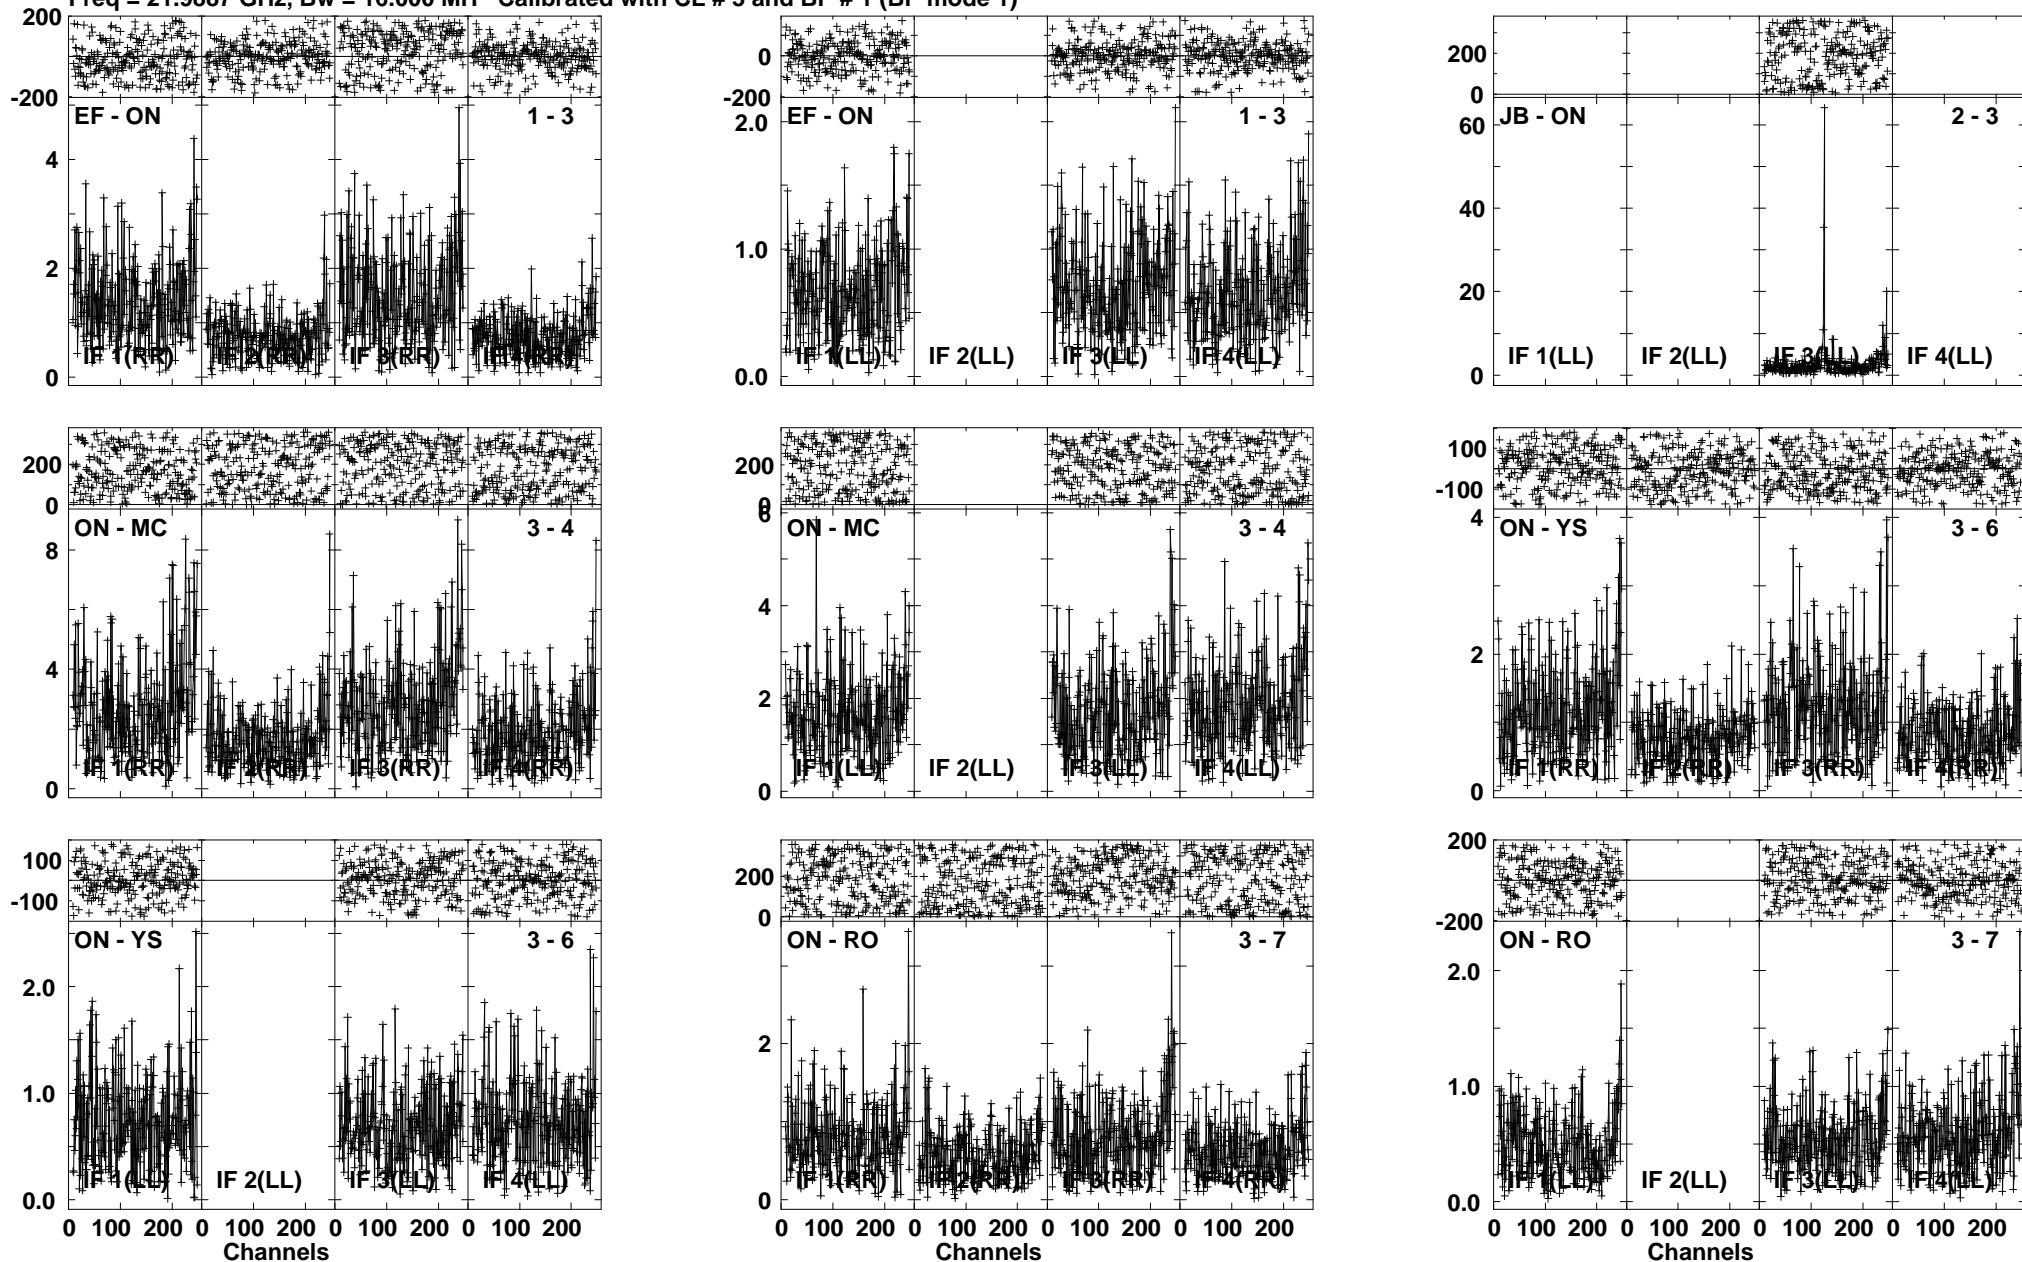 Freq = 21.9887 GHz, Bw = 16.000 MH Calibrated with CL # 3 and BP # 1 (BP mode 1)
200
-200
EF - ON 1 - 3
4
2
0
IF 1(RR) IF 2(RR) IF 3(RR) IF 4(RR)
0
-200
EF - ON 1 - 3
2.0
1.0
0.0
IF 1(LL) IF 2(LL) IF 3(LL) IF 4(LL)
200
0
JB - ON 2 - 3
60
40
20
0
IF 1(LL) IF 2(LL) IF 3(LL) IF 4(LL)
200
0
ON - MC 3 - 4
8
4
0
IF 1(RR) IF 2(RR) IF 3(RR) IF 4(RR)
200
0
6
ON - MC 3 - 4
4
2
0
IF 1(LL) IF 2(LL) IF 3(LL) IF 4(LL)
100
-100
4
ON - YS 3 - 6
2
0
IF 1(RR) IF 2(RR) IF 3(RR) IF 4(RR)
100
-100
ON - YS 3 - 6
2.0
1.0
0.0
IF 1(LL) IF 2(LL) IF 3(LL) IF 4(LL)
0 100 200 0 100 200 0 100 200 0 100 200
Channels
200
0
ON - RO 3 - 7
2
0
IF 1(RR) IF 2(RR) IF 3(RR) IF 4(RR)
0 100 200 0 100 200 0 100 200 0 100 200
Channels
200
-200
ON - RO 3 - 7
2.0
1.0
0.0
IF 1(LL) IF 2(LL) IF 3(LL) IF 4(LL)
0 100 200 0 100 200 0 100 200 0 100 200
Channels